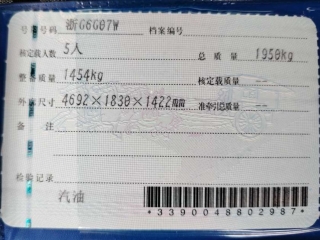 号牌号码 浙FG6G07W 档案编号
核定载人数 5人 总质量 1950kg
整备质量 1454kg 核定载质量 --
外廓尺寸 4692×1830×1422mm 准牵引总质量 --
备注
检验记录
汽油
*3390048802987*